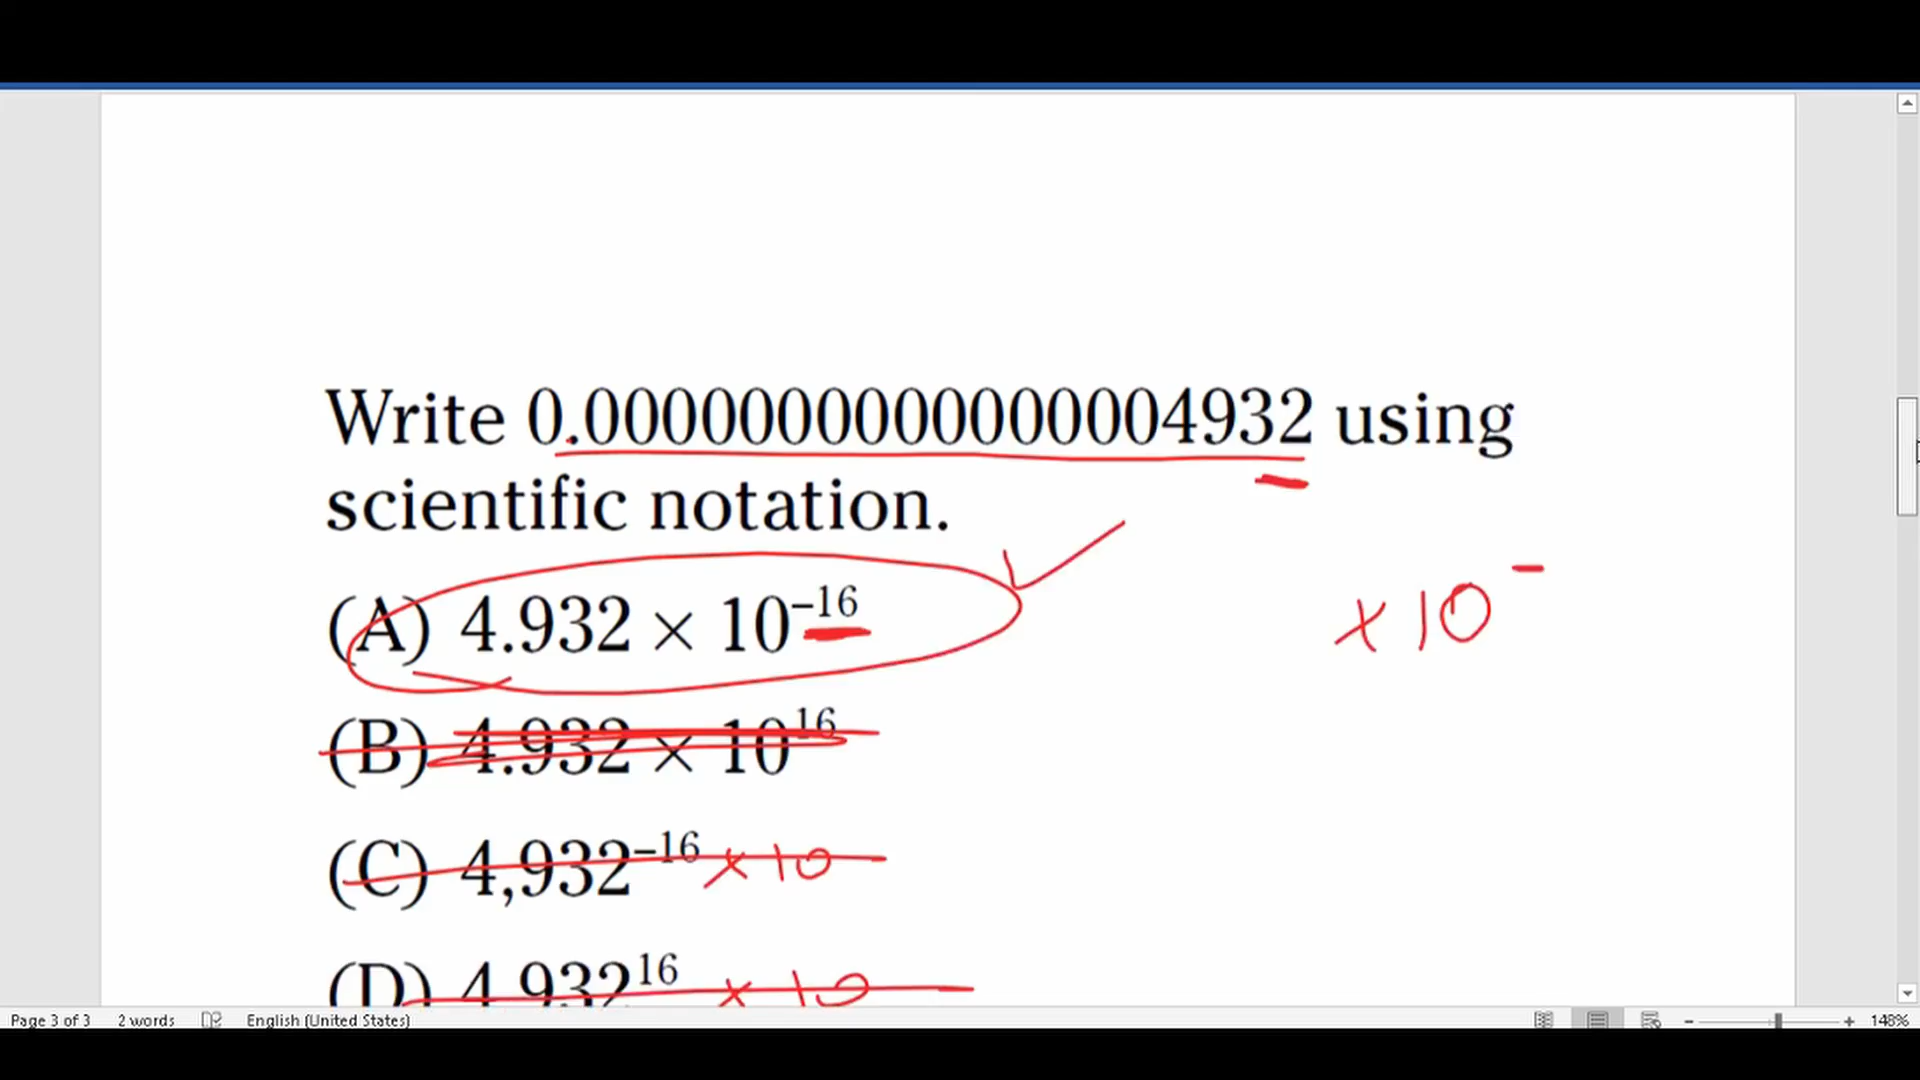 Write 0.0000000000000004932 using
scientific notation.
(A) 4.932 × 10⁻¹⁶
× 10⁻
(B) 4.932 × 10¹⁶
(C) 4,932⁻¹⁶ × 10
(D) 4 932¹⁶ × 10
Page 3 of 3 2 words English (United States) 148%